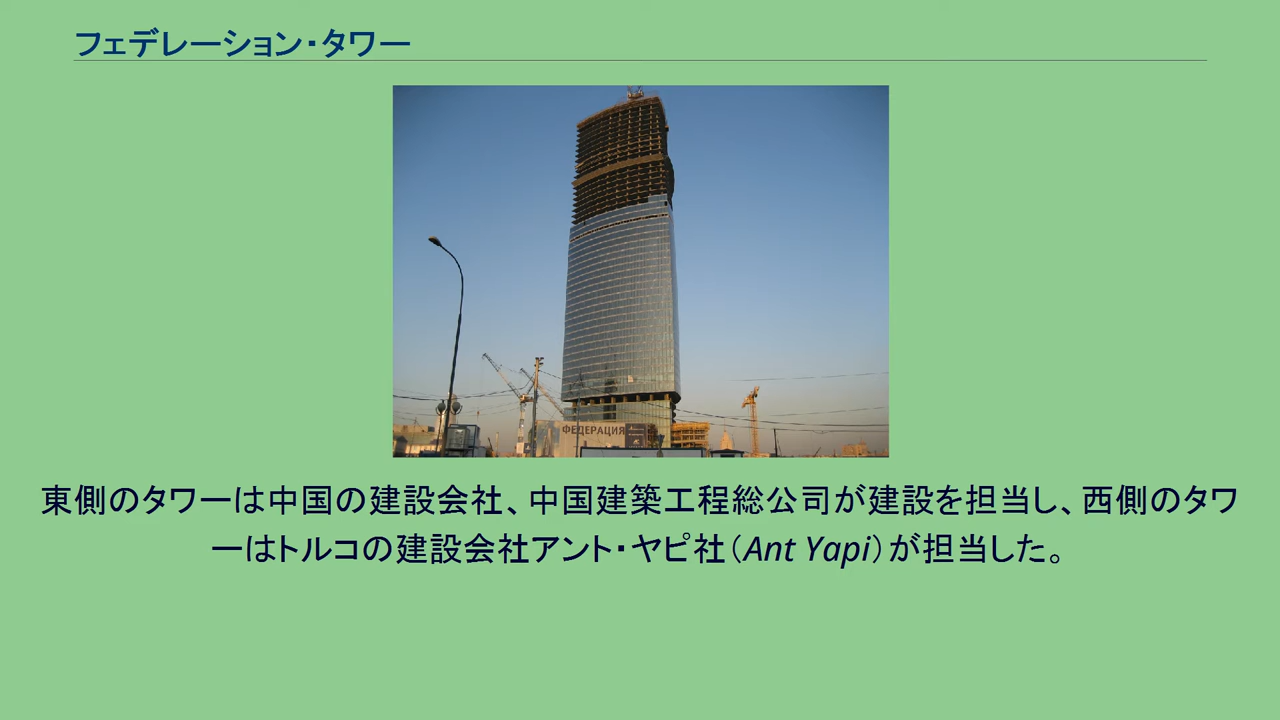 フェデレーション・タワー
ФЕДЕРАЦИЯ
東側のタワーは中国の建設会社、中国建築工程総公司が建設を担当し、西側のタワ
ーはトルコの建設会社アント・ヤピ社（Ant Yapi）が担当した。